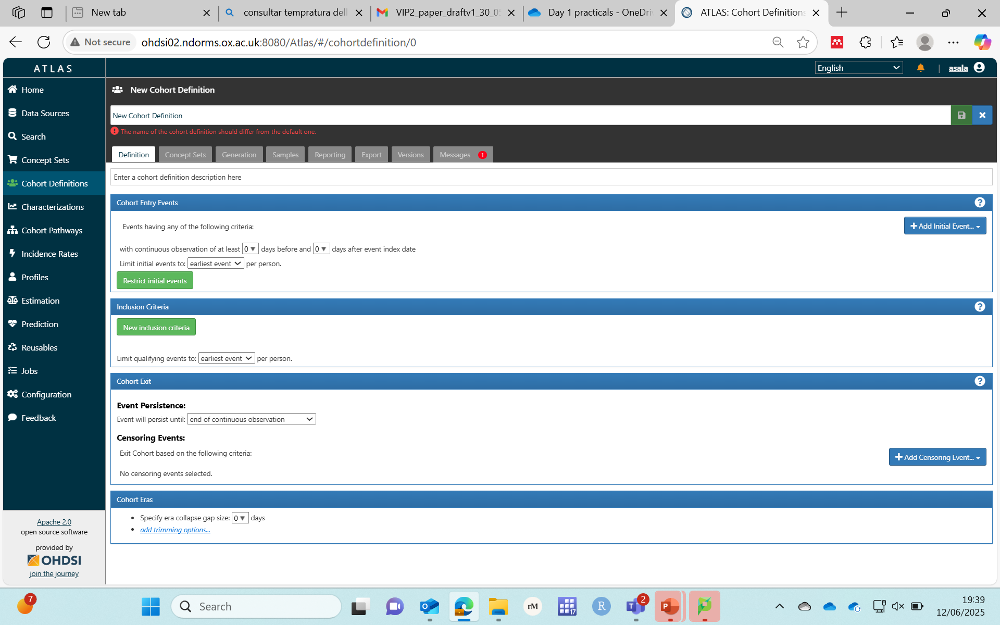 New tab
consultar tempratura dell
VIP2_paper_draftv1_30_05
Day 1 practicals - OneDriv
ATLAS: Cohort Definitions
Not secure
ohdsi02.ndorms.ox.ac.uk:8080/Atlas/#/cohortdefinition/0
ATLAS
English
asala
Home
Data Sources
Search
Concept Sets
Cohort Definitions
Characterizations
Cohort Pathways
Incidence Rates
Profiles
Estimation
Prediction
Reusables
Jobs
Configuration
Feedback
Apache 2.0
open source software
provided by
OHDSI
join the journey
New Cohort Definition
New Cohort Definition
The name of the cohort definition should differ from the default one.
Definition Concept Sets Generation Samples Reporting Export Versions Messages 1
Enter a cohort definition description here
Cohort Entry Events ?
Events having any of the following criteria:
Add Initial Event...
with continuous observation of at least 0 ▼ days before and 0 ▼ days after event index date
Limit initial events to: earliest event per person.
Restrict initial events
Inclusion Criteria ?
New inclusion criteria
Limit qualifying events to: earliest event per person.
Cohort Exit ?
Event Persistence:
Event will persist until: end of continuous observation
Censoring Events:
Exit Cohort based on the following criteria:
Add Censoring Event...
No censoring events selected.
Cohort Eras
• Specify era collapse gap size: 0 ▼ days
• add trimming options...
7
Search
rM
17
R
2
P
19:39
12/06/2025